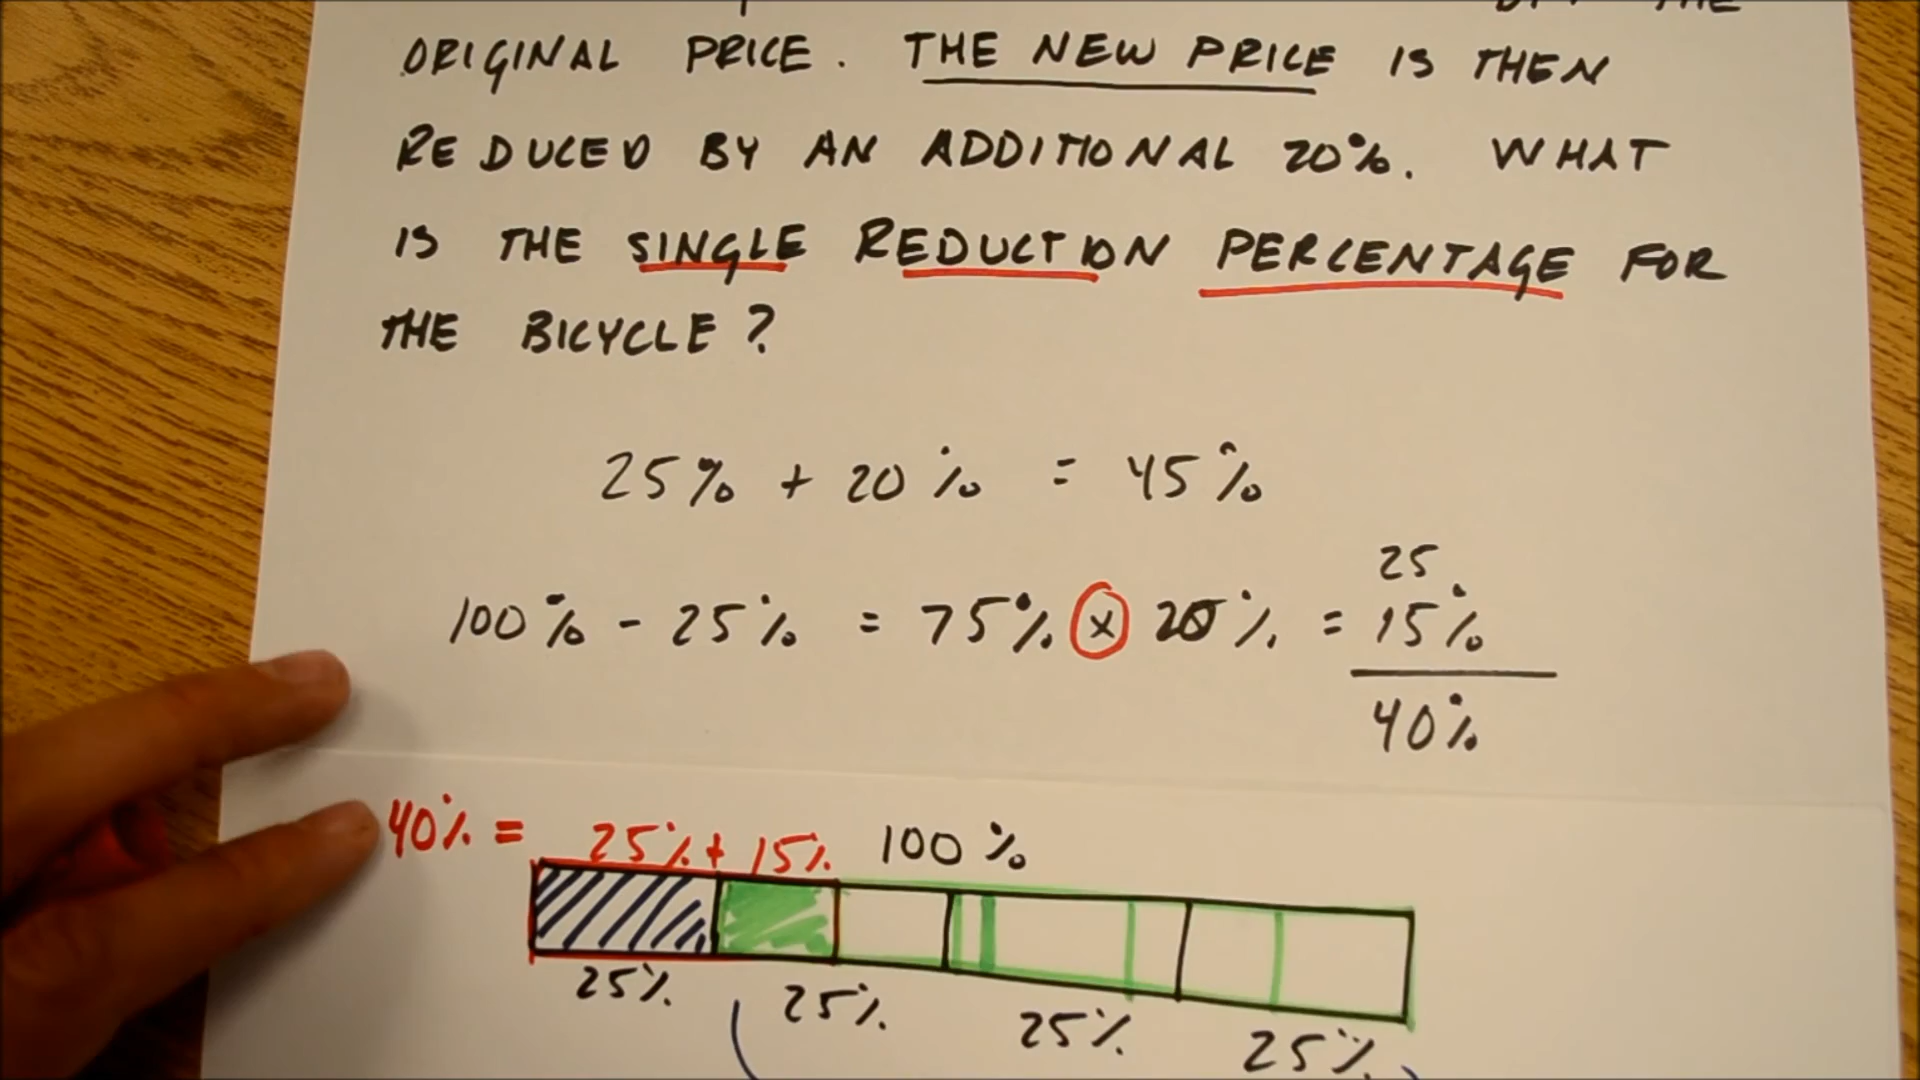 ORIGINAL PRICE. THE NEW PRICE IS THEN
REDUCED BY AN ADDITIONAL 20%. WHAT
IS THE SINGLE REDUCTION PERCENTAGE FOR
THE BICYCLE?
25% + 20% = 45%
25
100% - 25% = 75% x 20% = 15%
40%
40% = 25% + 15% 100%
25% 25% 25% 25%